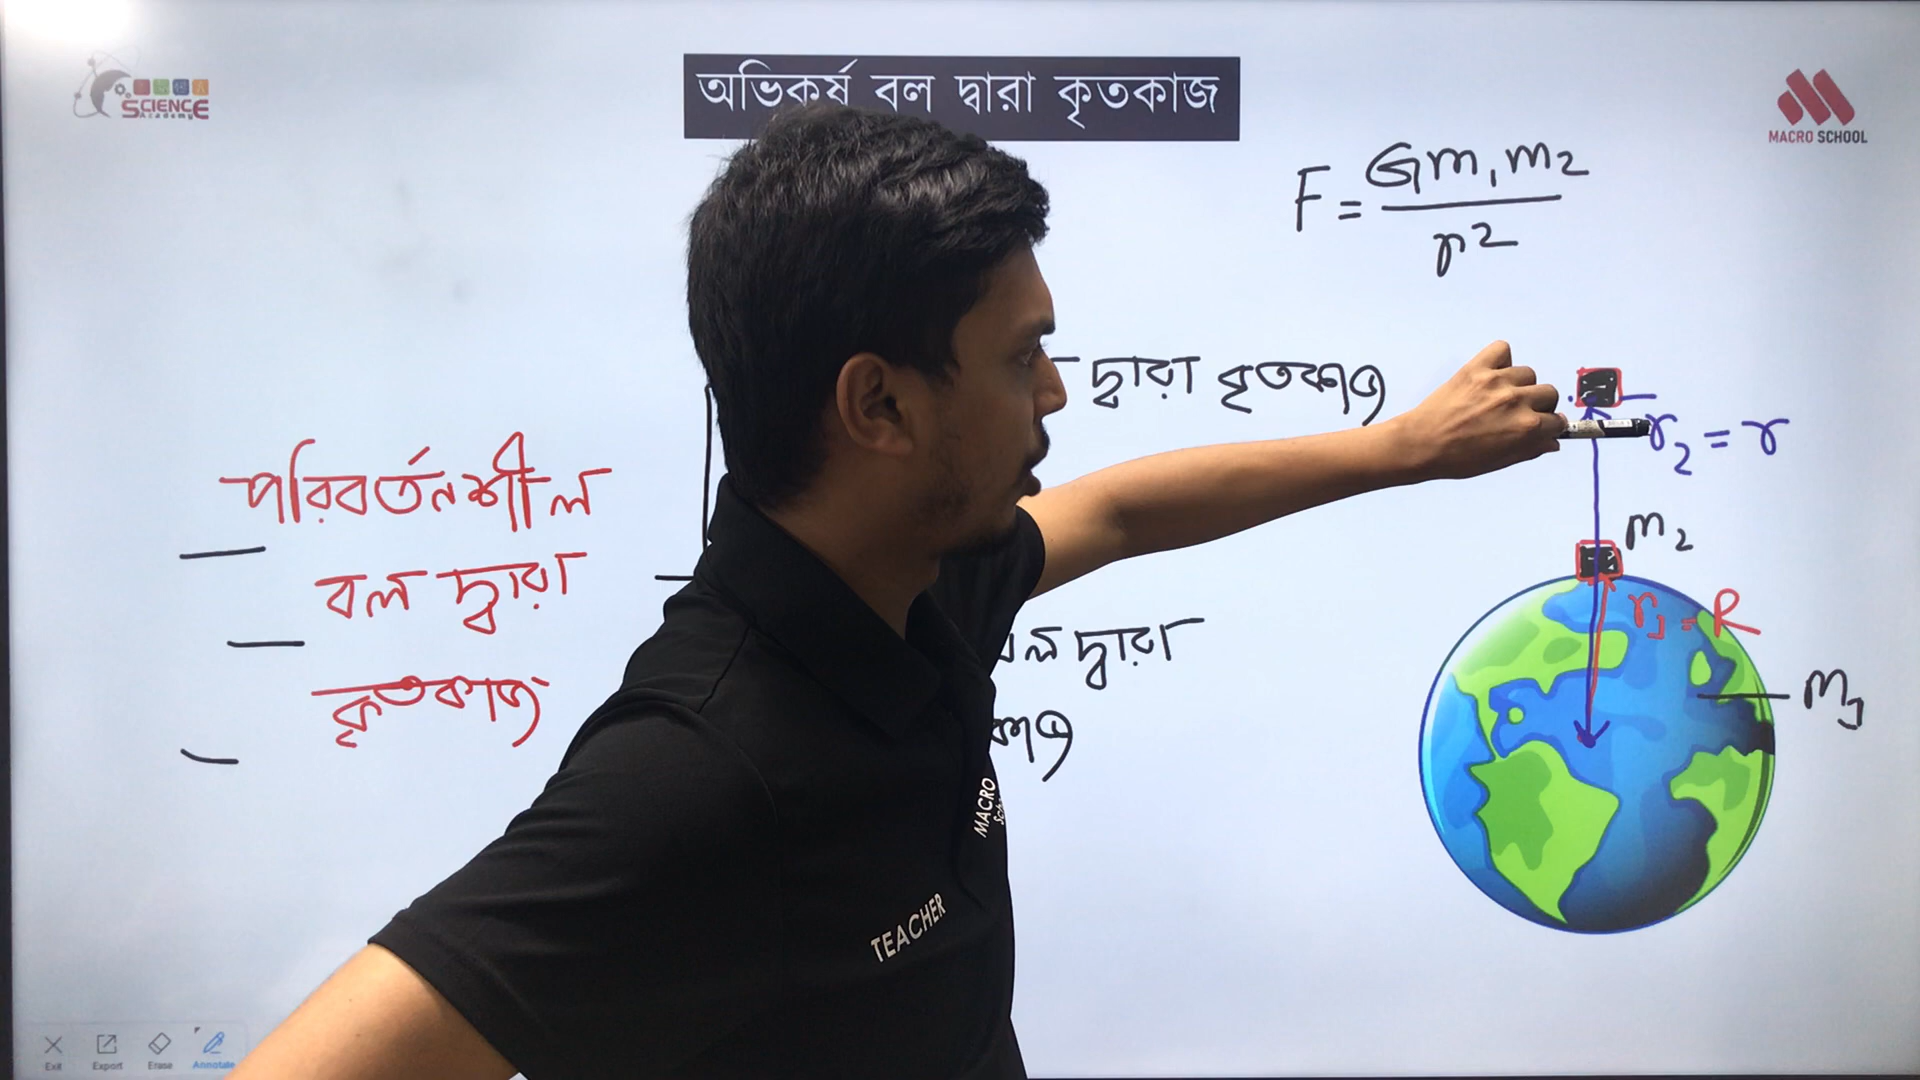 SCIENCE
Academy
অভিকর্ষ বল দ্বারা কৃতকাজ
MACRO SCHOOL
F = Gm₁m₂ / r²
দ্বারা কৃতকাজ
r₂ = r
পরিবর্তনশীল
বল দ্বারা
কৃতকাজ
m₂
r₁ = R
বল দ্বারা
m₁
MACRO
TEACHER
Exit Export Erase Annotate